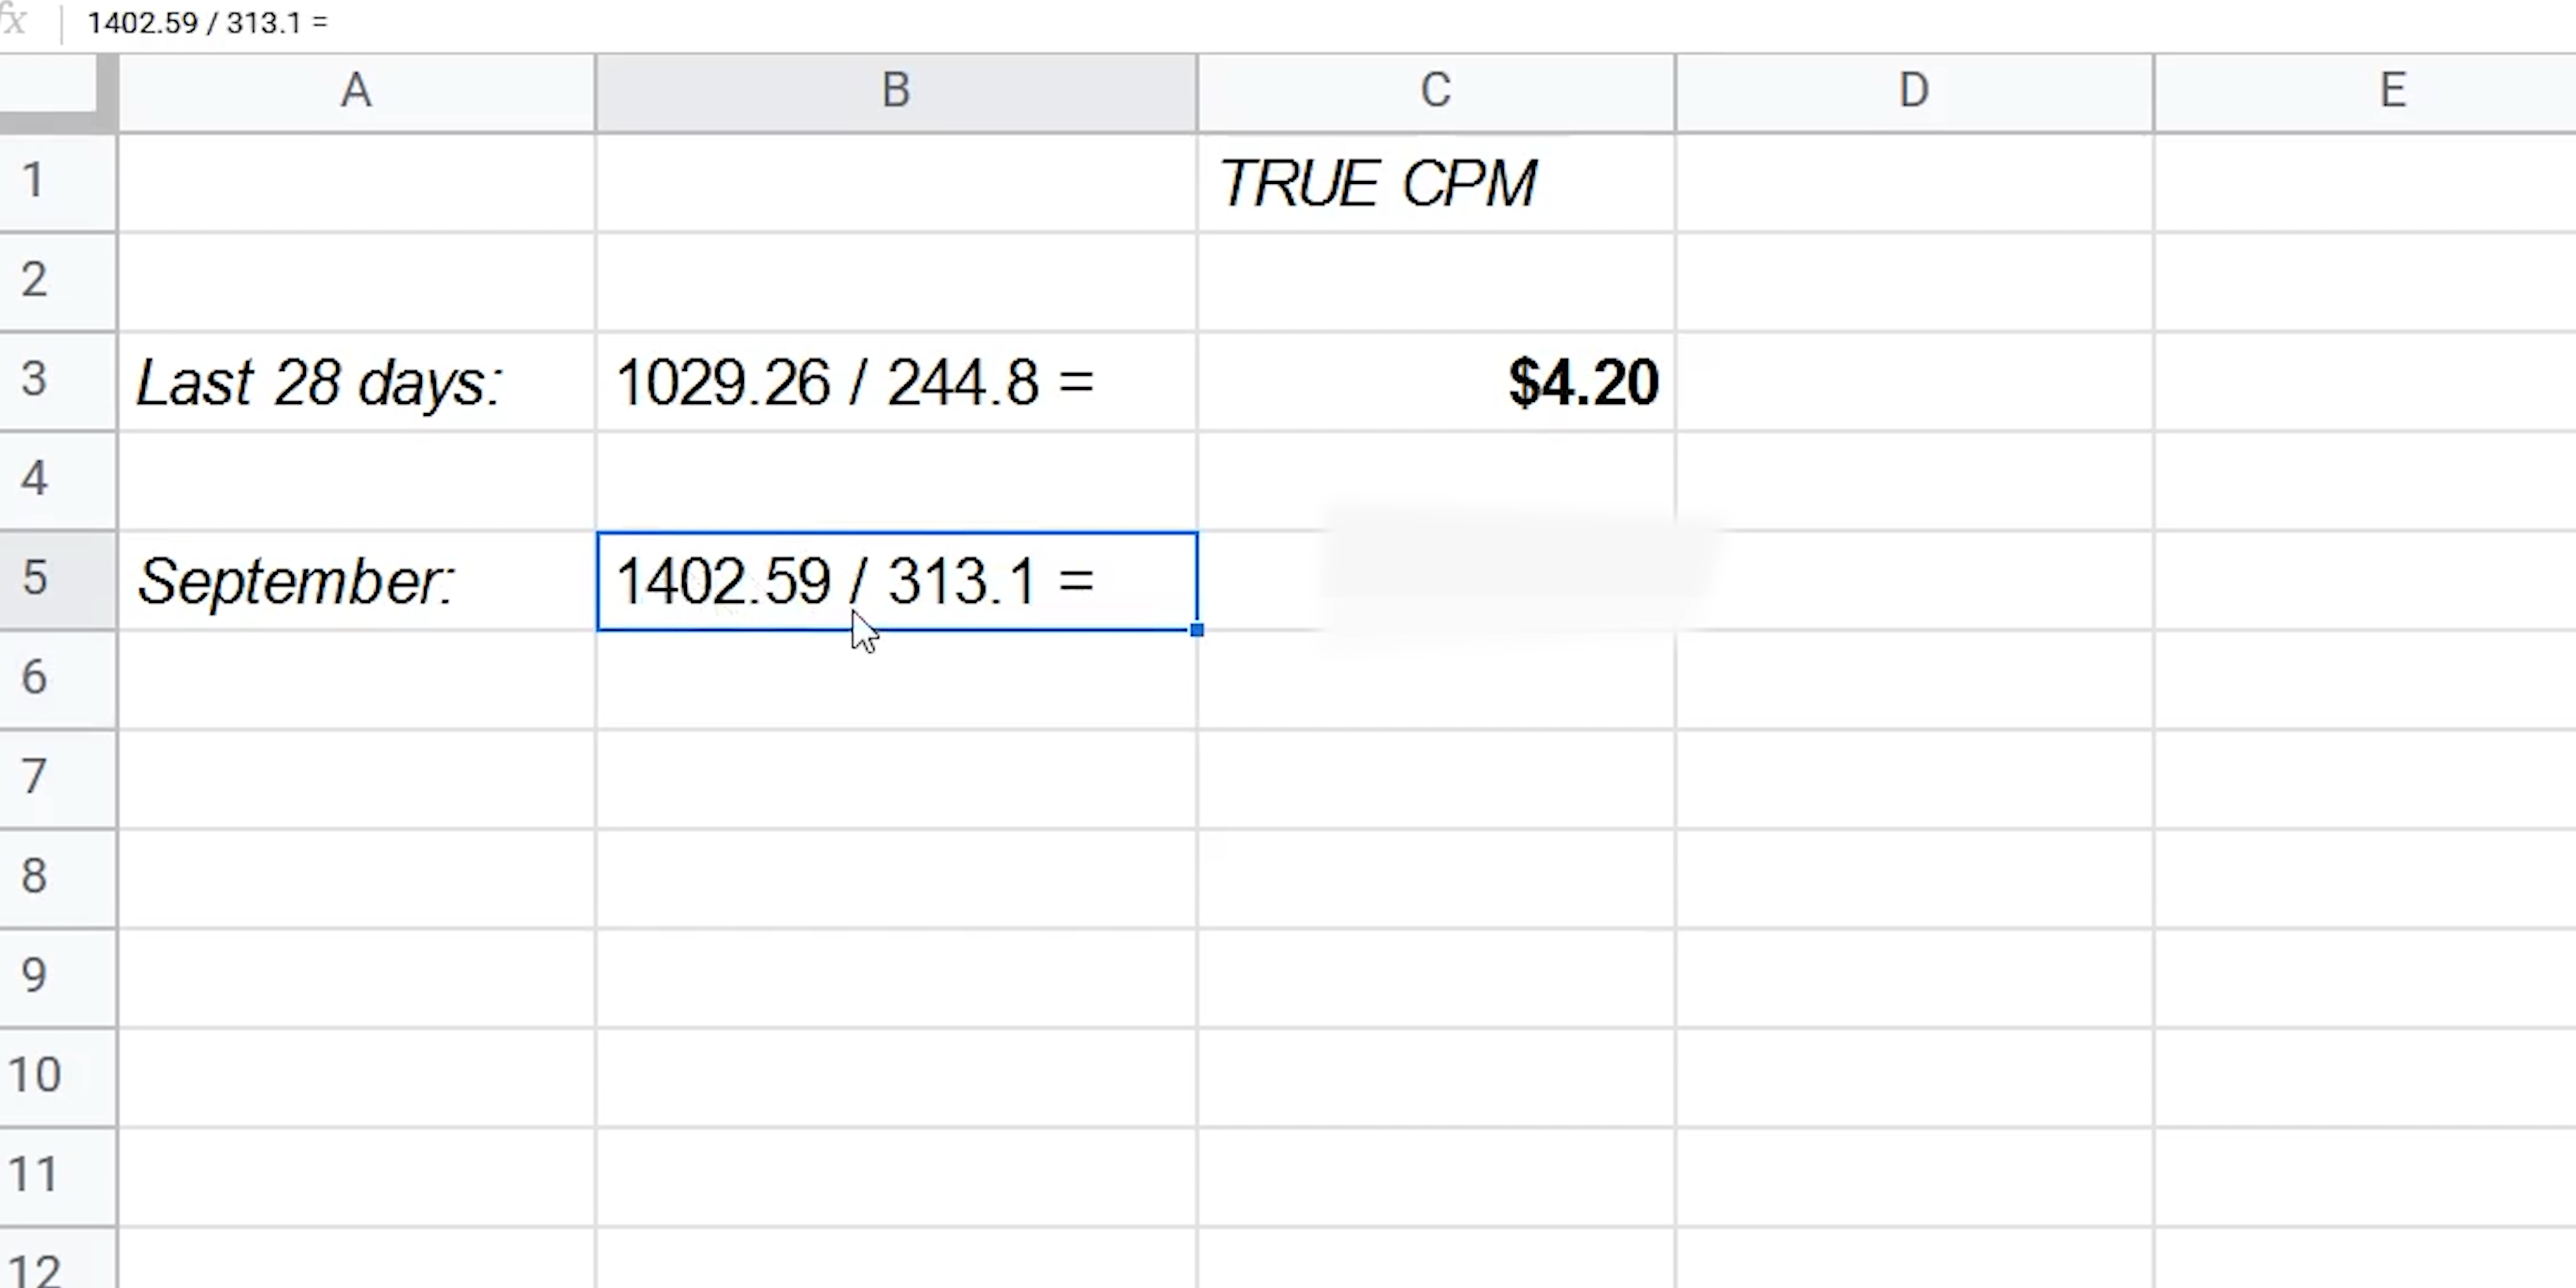 fx 1402.59 / 313.1 =
A B C D E
1 TRUE CPM
2
3 Last 28 days: 1029.26 / 244.8 = $4.20
4
5 September: 1402.59 / 313.1 =
6
7
8
9
10
11
12